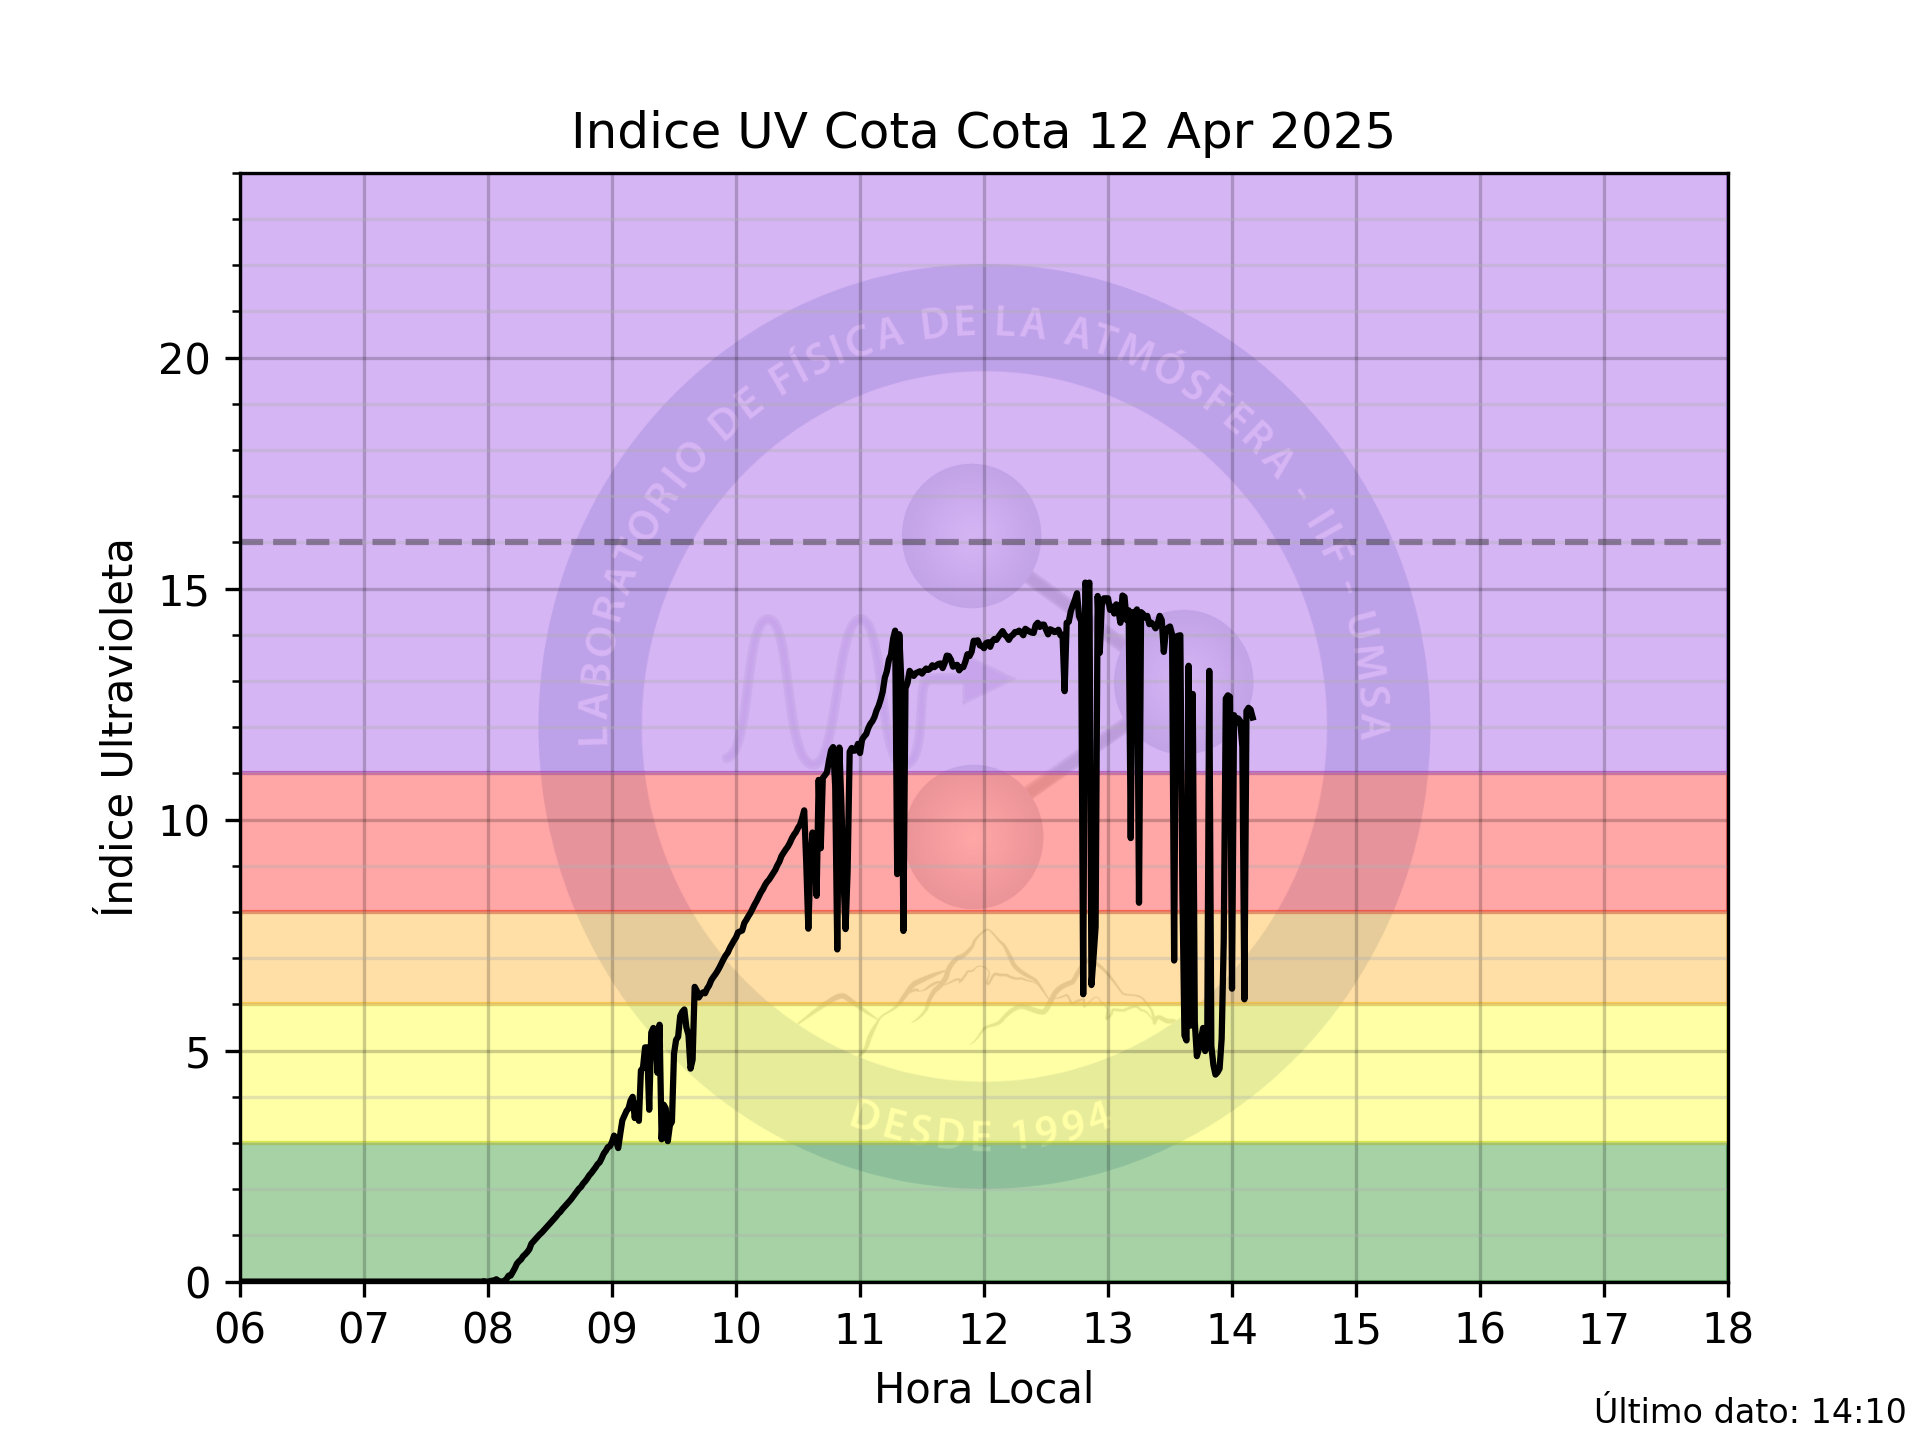 Indice UV Cota Cota 12 Apr 2025
LABORATORIO DE FÍSICA DE LA ATMÓSFERA - IIF - UMSA
DESDE 1994
Índice Ultravioleta
20
15
10
5
0
06 07 08 09 10 11 12 13 14 15 16 17 18
Hora Local
Último dato: 14:10